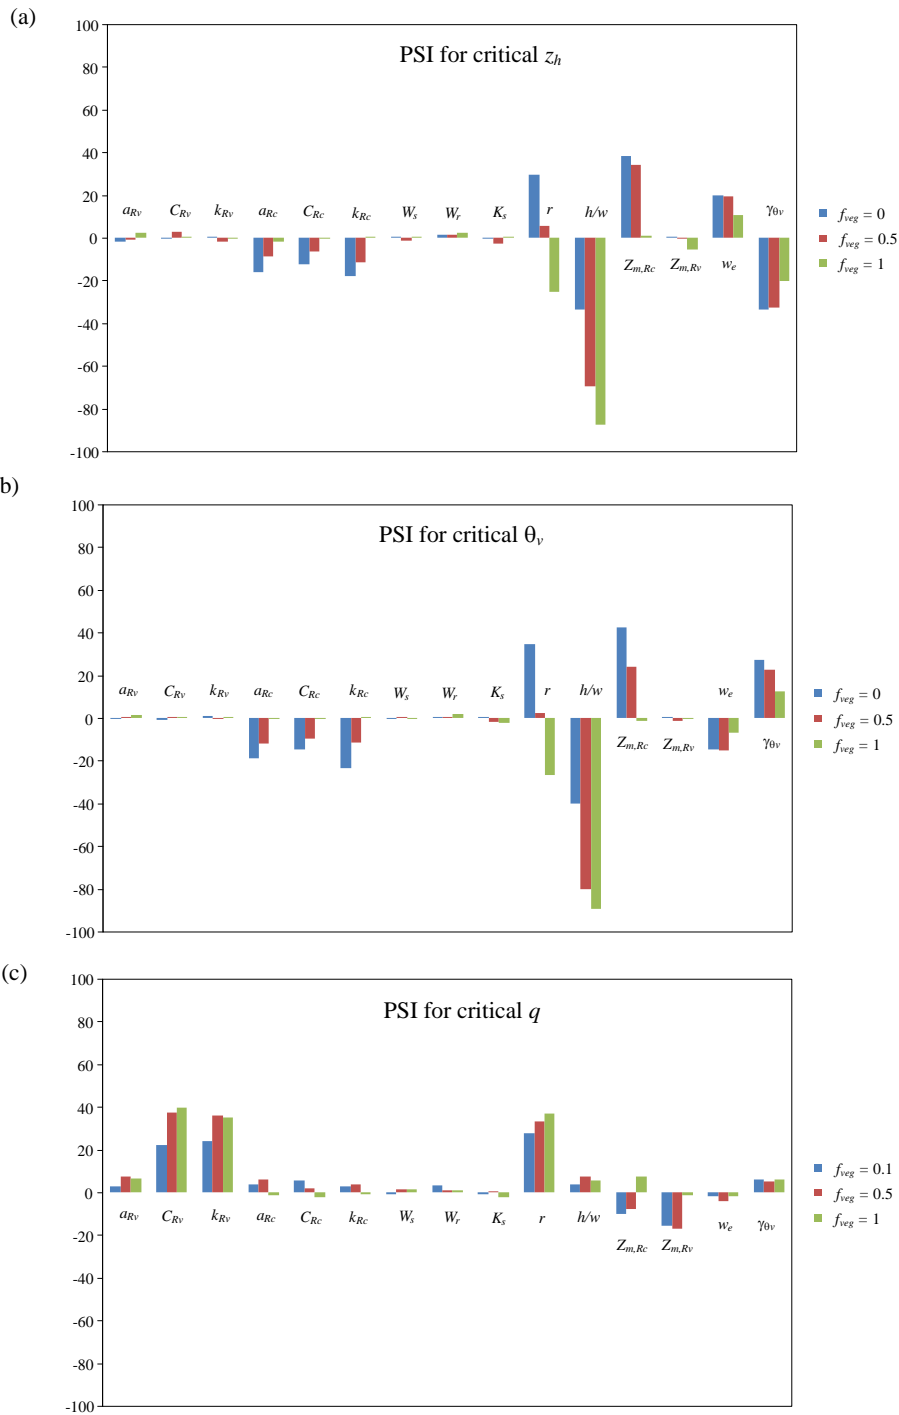 (a)
PSI for critical z_h
100
80
60
40
20
0
-20
-40
-60
-80
-100
a_Rv C_Rv k_Rv a_Rc C_Rc k_Rc W_s W_r K_s r h/w Z_m,Rc Z_m,Rv w_e γ_θv
f_veg = 0
f_veg = 0.5
f_veg = 1
b)
PSI for critical θ_v
100
80
60
40
20
0
-20
-40
-60
-80
-100
a_Rv C_Rv k_Rv a_Rc C_Rc k_Rc W_s W_r K_s r h/w Z_m,Rc Z_m,Rv w_e γ_θv
f_veg = 0
f_veg = 0.5
f_veg = 1
(c)
PSI for critical q
100
80
60
40
20
0
-20
-40
-60
-80
-100
a_Rv C_Rv k_Rv a_Rc C_Rc k_Rc W_s W_r K_s r h/w Z_m,Rc Z_m,Rv w_e γ_θv
f_veg = 0.1
f_veg = 0.5
f_veg = 1